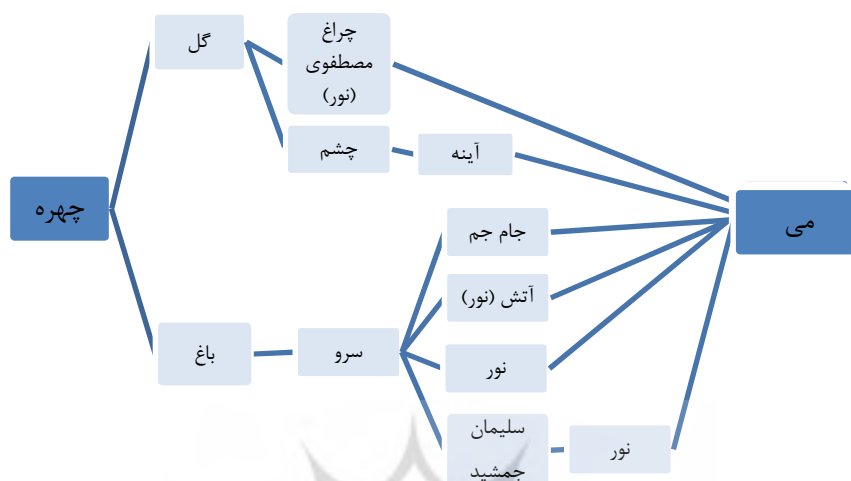 چهره
گل
باغ
چراغ
مصطفوی
(نور)
چشم
آینه
سرو
جام جم
آتش (نور)
نور
سلیمان
جمشید
نور
می